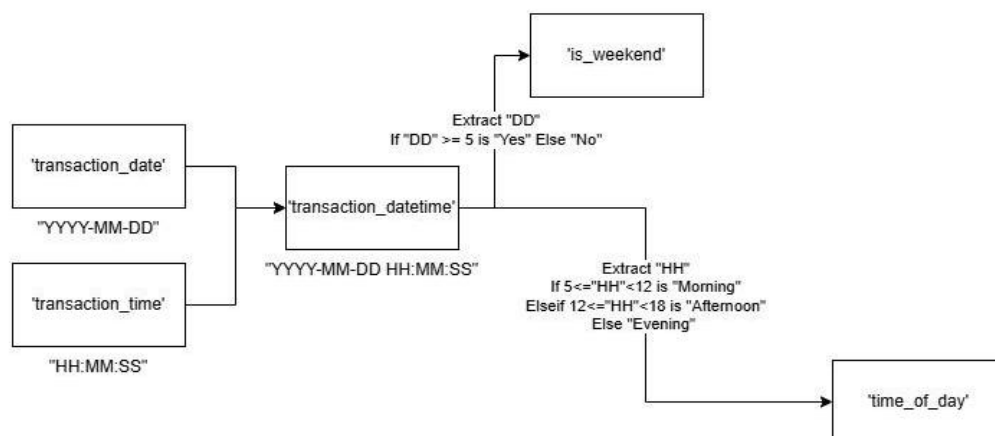 'is_weekend'
Extract "DD"
If "DD" >= 5 is "Yes" Else "No"
'transaction_date'
"YYYY-MM-DD"
'transaction_datetime'
"YYYY-MM-DD HH:MM:SS"
'transaction_time'
"HH:MM:SS"
Extract "HH"
If 5<="HH"<12 is "Morning"
Elseif 12<="HH"<18 is "Afternoon"
Else "Evening"
'time_of_day'